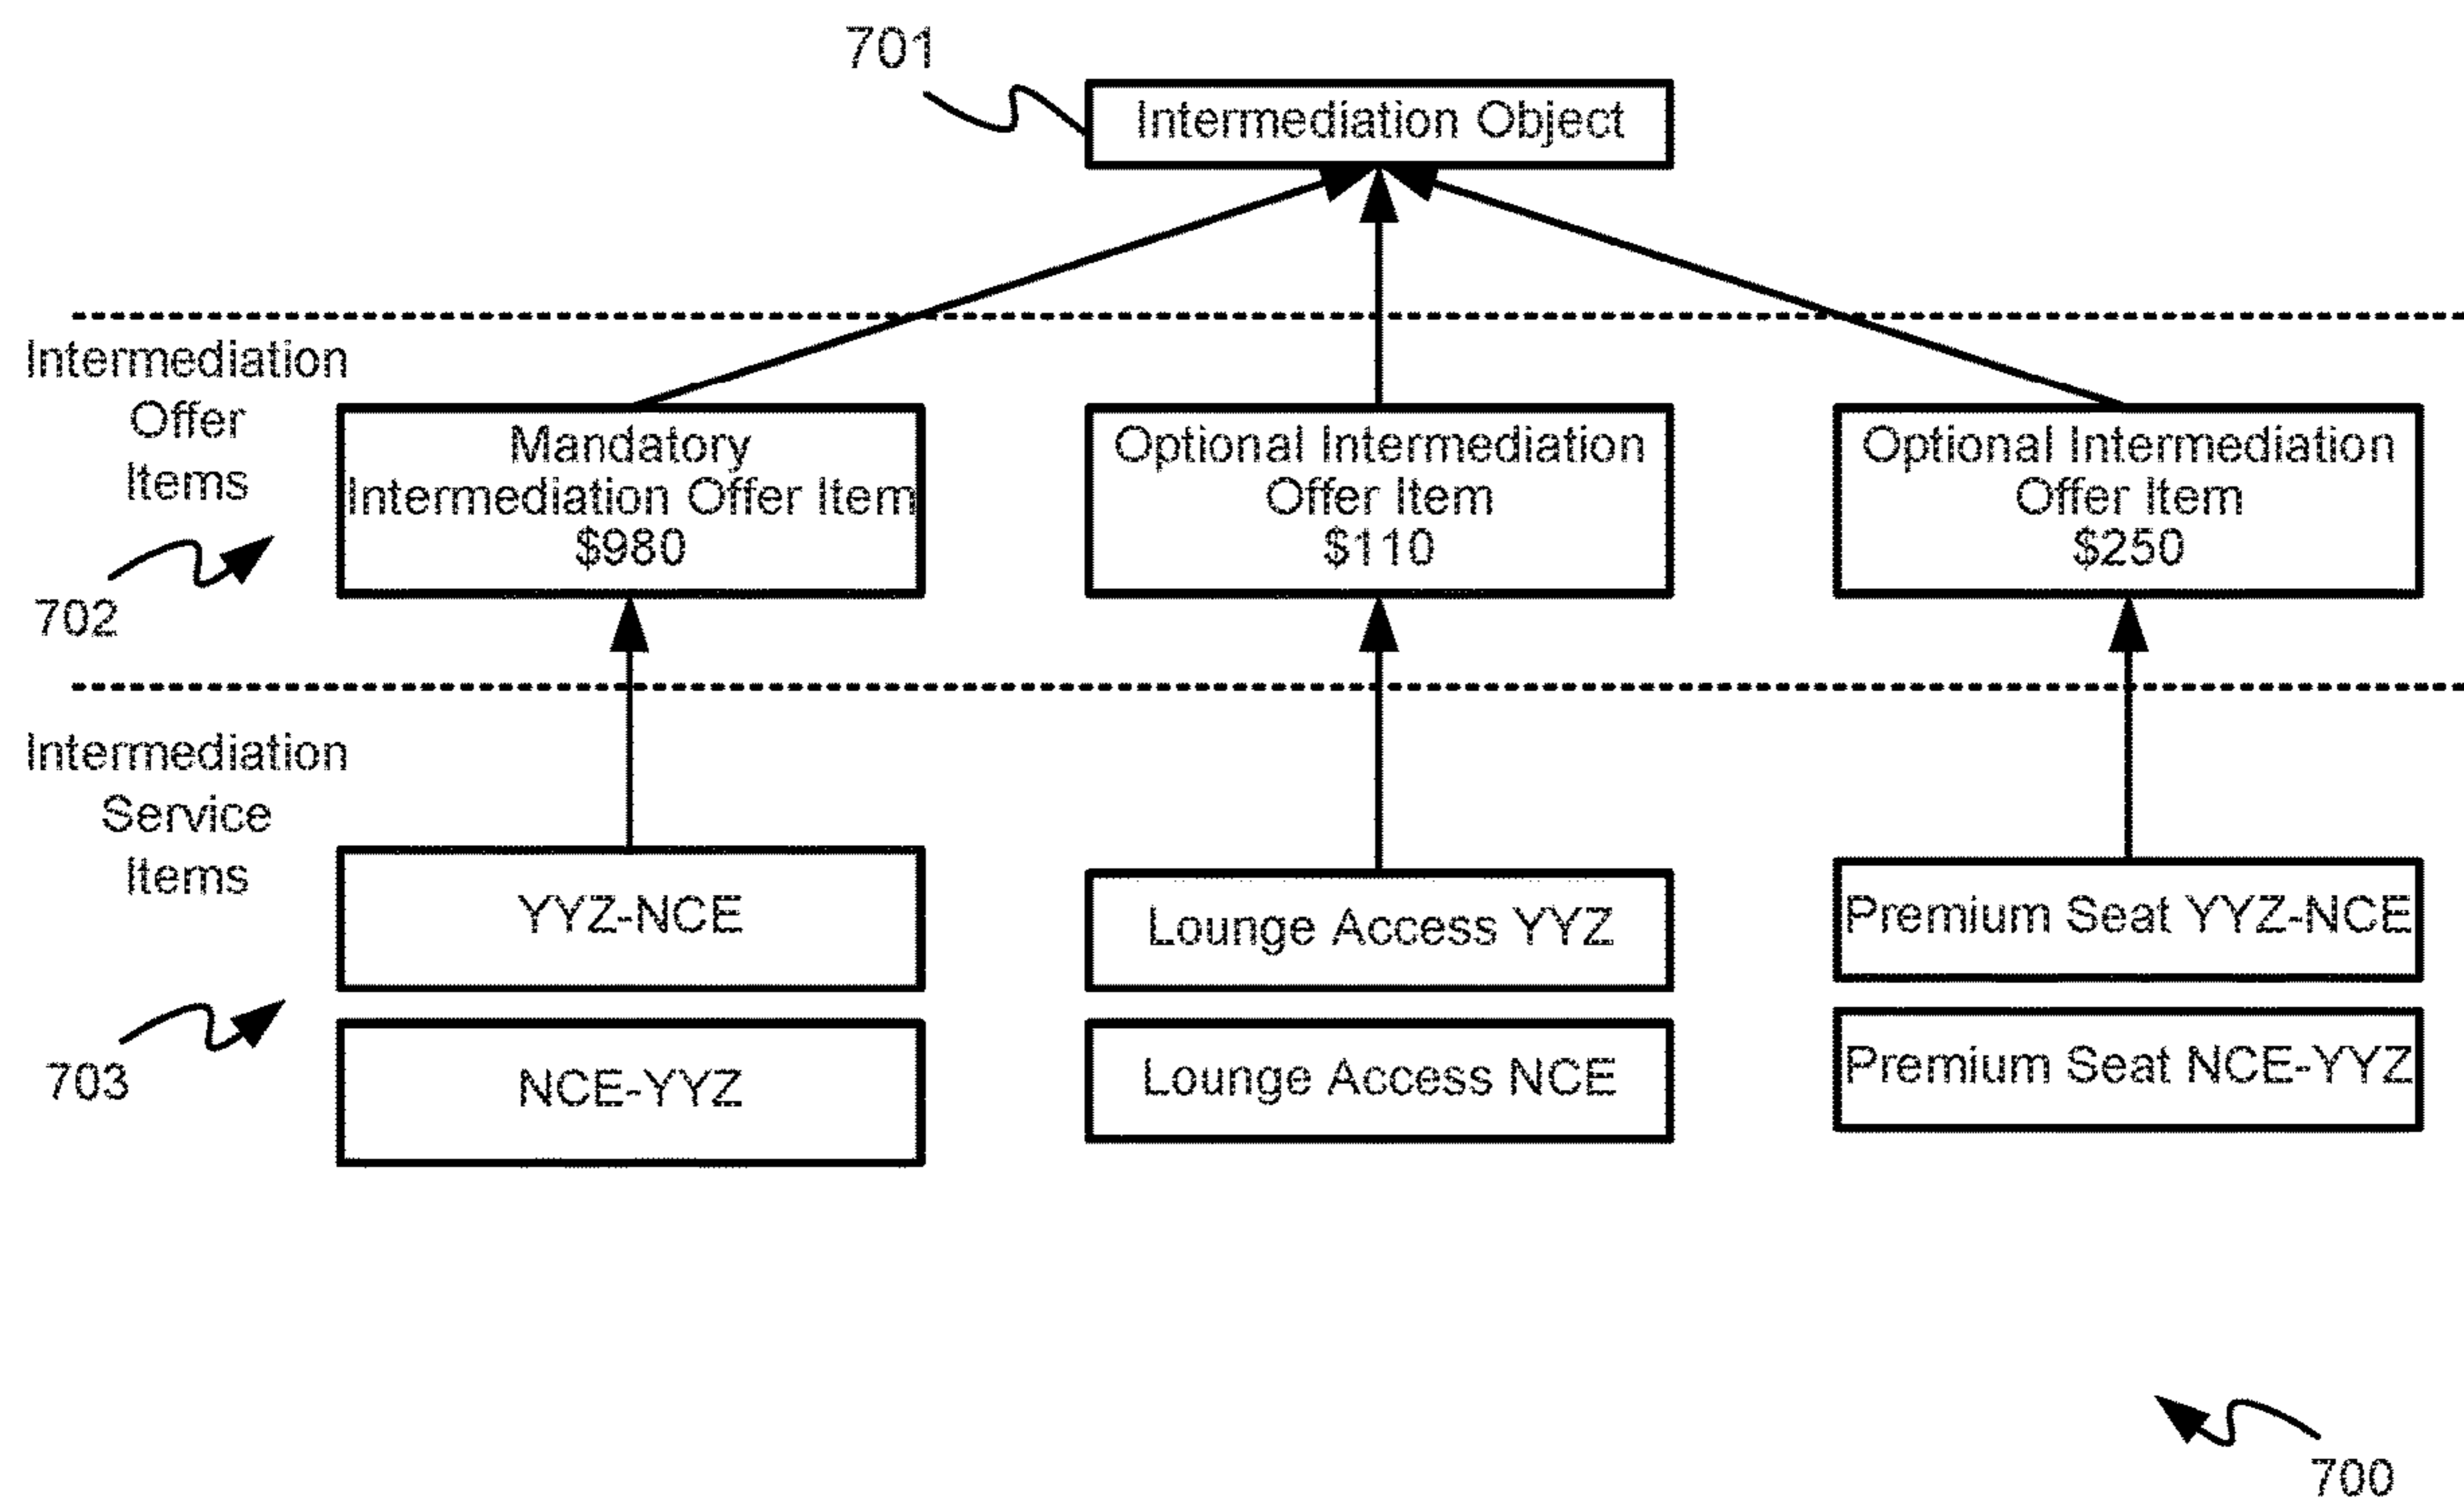 701
Intermediation Object
Intermediation
Offer
Items
Mandatory
Intermediation Offer Item
$980
Optional Intermediation
Offer Item
$110
Optional Intermediation
Offer Item
$250
702
Intermediation
Service
Items
YYZ-NCE
Lounge Access YYZ
Premium Seat YYZ-NCE
703
NCE-YYZ
Lounge Access NCE
Premium Seat NCE-YYZ
700